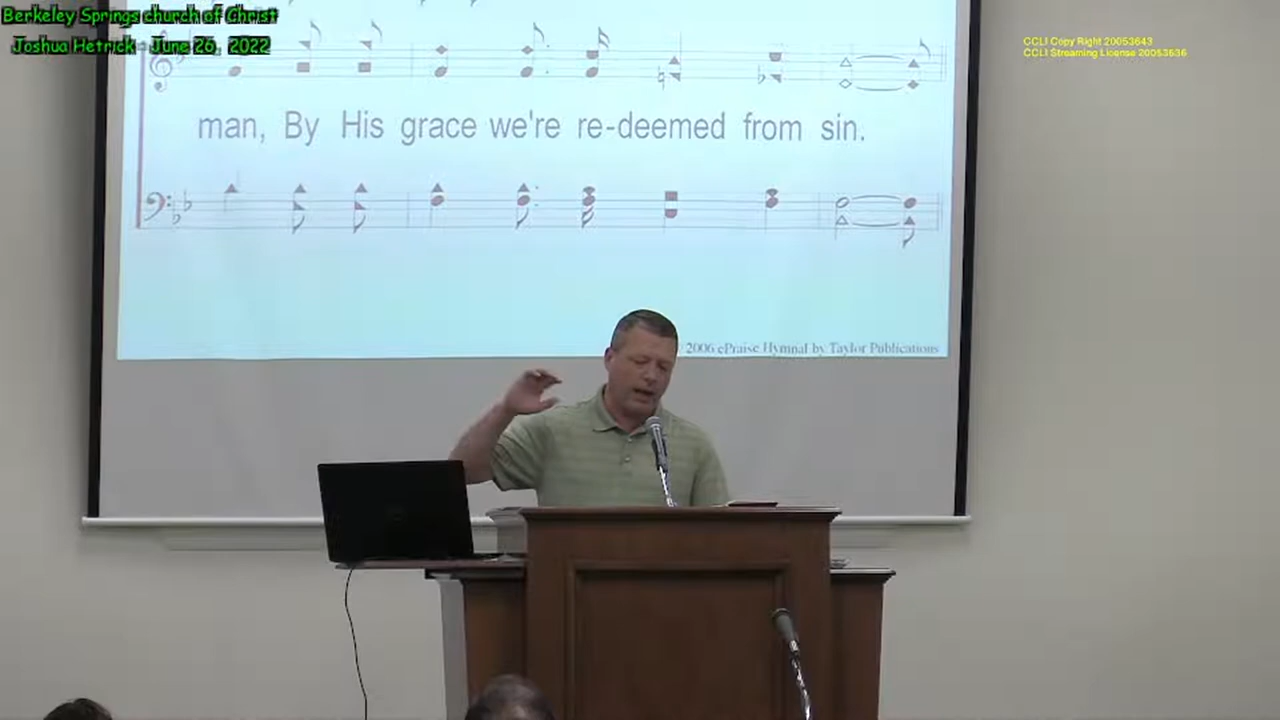 Berkeley Springs church of Christ
Joshua Hetrick - June 26, 2022
CCLI Copy Right 20053643
CCLI Streaming License 20053636
man, By His grace we're re-deemed from sin.
2006 ePraise Hymnal by Taylor Publications